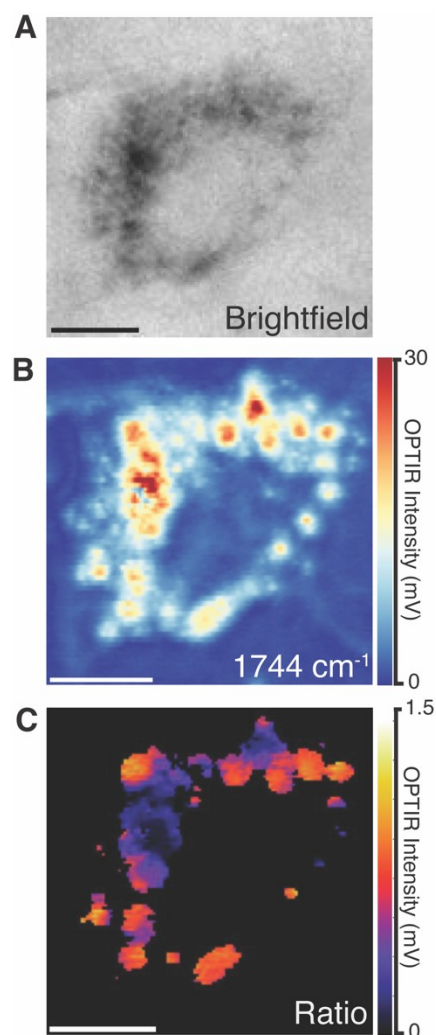 A
Brightfield
B
30
OPTIR Intensity (mV)
0
1744 cm⁻¹
C
1.5
OPTIR Intensity (mV)
0
Ratio